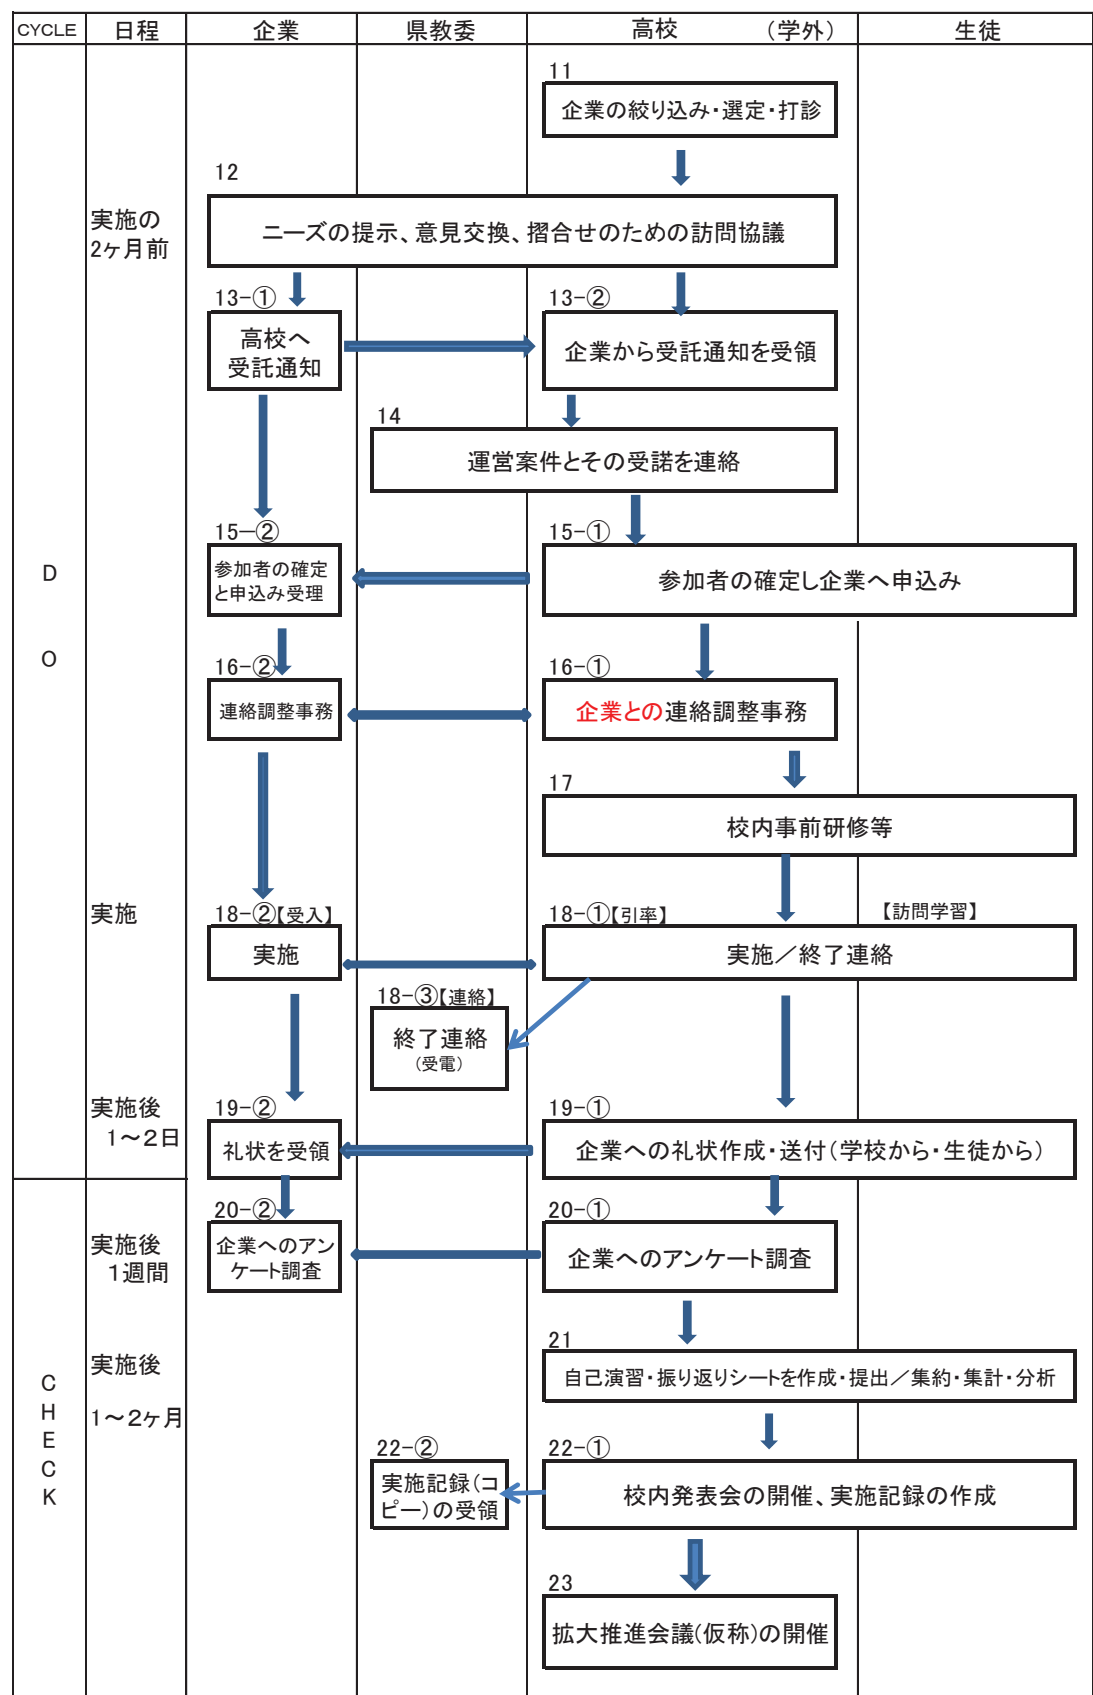 CYCLE 日程 企業 県教委 高校 （学外） 生徒
11
企業の絞り込み・選定・打診
12
実施の
2ヶ月前
ニーズの提示、意見交換、摺合せのための訪問協議
13-① 13-②
高校へ
受託通知
企業から受託通知を受領
14
運営案件とその受諾を連絡
15-② 15-①
参加者の確定
と申込み受理
参加者の確定し企業へ申込み
D
O
16-② 16-①
連絡調整事務 企業との連絡調整事務
17
校内事前研修等
実施 18-②【受入】 18-①【引率】 【訪問学習】
実施 実施／終了連絡
18-③【連絡】
終了連絡
（受電）
実施後
1～2日
19-② 19-①
礼状を受領 企業への礼状作成・送付（学校から・生徒から）
20-② 20-①
実施後
1週間
企業へのアン
ケート調査
企業へのアンケート調査
21
実施後
1～2ヶ月
自己演習・振り返りシートを作成・提出／集約・集計・分析
C
H
E
C
K
22-② 22-①
実施記録（コ
ピー）の受領
校内発表会の開催、実施記録の作成
23
拡大推進会議(仮称)の開催